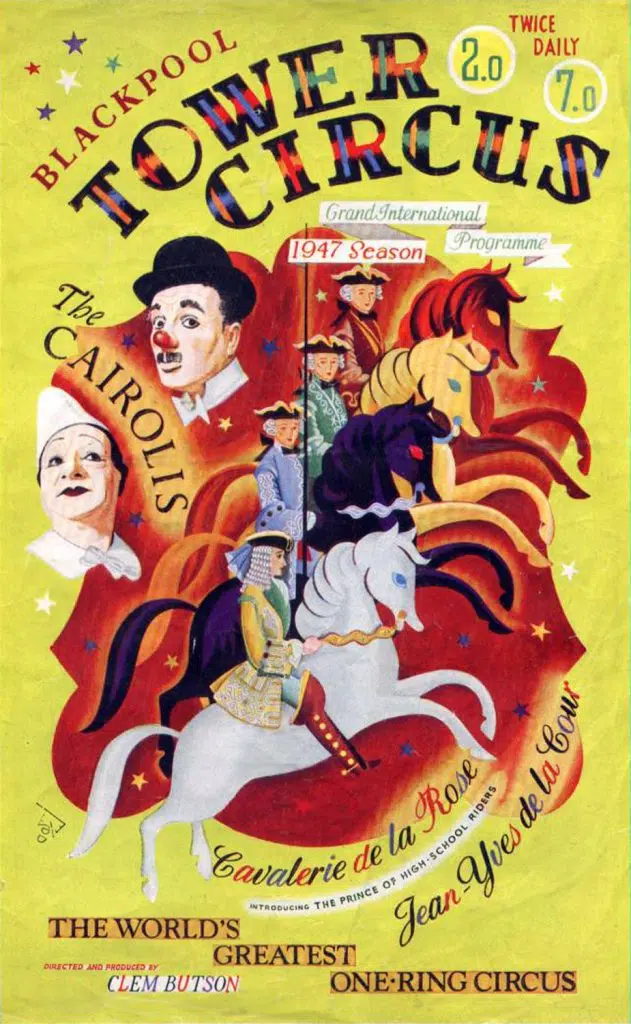 BLACKPOOL
TOWER
CIRCUS
TWICE
DAILY
2.0
7.0
Grand International
Programme
1947 Season
The
CAIROLIS
Cavalerie de la Rose
INTRODUCING THE PRINCE OF HIGH-SCHOOL RIDERS
Jean-Yves de la Cour
THE WORLD'S
GREATEST
ONE-RING CIRCUS
DIRECTED AND PRODUCED BY
CLEM BUTSON